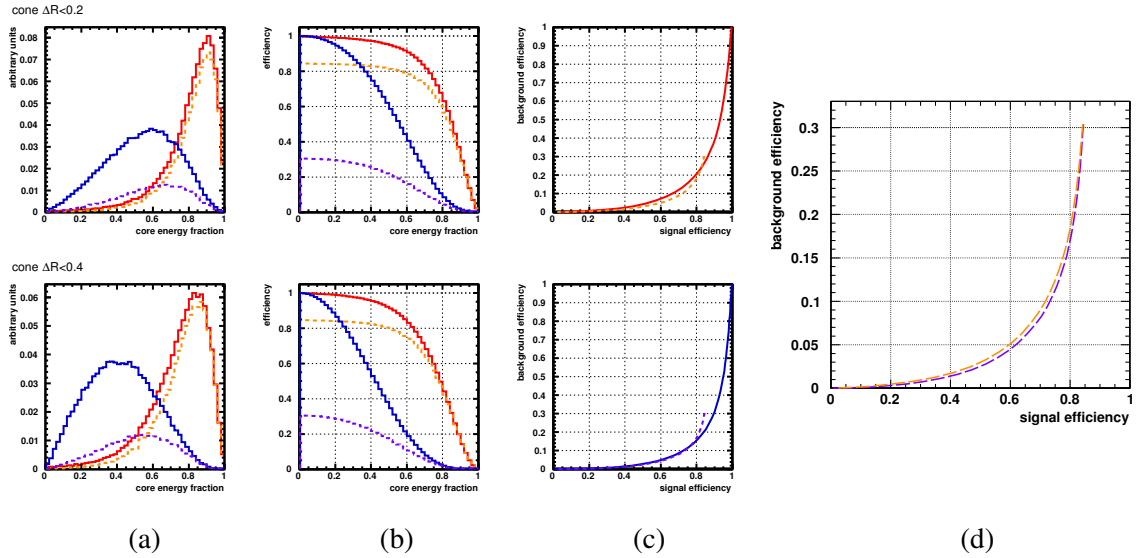 cone ΔR<0.2
arbitrary units
0.08
0.07
0.06
0.05
0.04
0.03
0.02
0.01
0
0 0.2 0.4 0.6 0.8 1
core energy fraction
efficiency
1
0.8
0.6
0.4
0.2
0
0 0.2 0.4 0.6 0.8 1
core energy fraction
background efficiency
1
0.9
0.8
0.7
0.6
0.5
0.4
0.3
0.2
0.1
0
0 0.2 0.4 0.6 0.8 1
signal efficiency
cone ΔR<0.4
arbitrary units
0.06
0.05
0.04
0.03
0.02
0.01
0
0 0.2 0.4 0.6 0.8 1
core energy fraction
efficiency
1
0.8
0.6
0.4
0.2
0
0 0.2 0.4 0.6 0.8 1
core energy fraction
background efficiency
1
0.9
0.8
0.7
0.6
0.5
0.4
0.3
0.2
0.1
0
0 0.2 0.4 0.6 0.8 1
signal efficiency
background efficiency
0.3
0.25
0.2
0.15
0.1
0.05
0
0 0.2 0.4 0.6 0.8 1
signal efficiency
(a) (b) (c) (d)